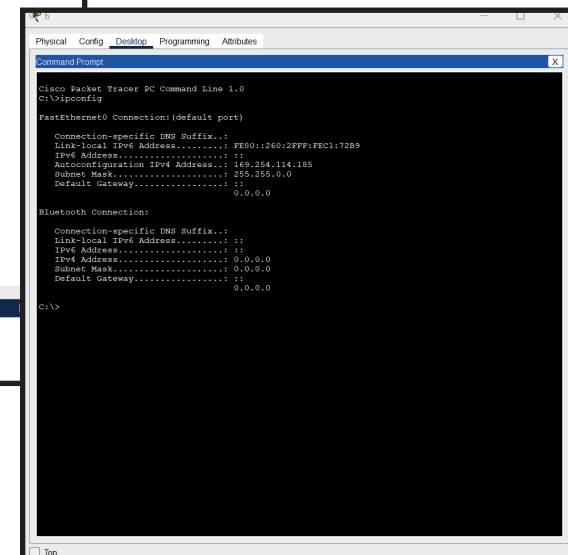 6
Physical Config Desktop Programming Attributes
Command Prompt X
Cisco Packet Tracer PC Command Line 1.0
C:\>ipconfig
FastEthernet0 Connection:(default port)
Connection-specific DNS Suffix..:
Link-local IPv6 Address.........: FE80::260:2FFF:FEC1:72B9
IPv6 Address....................: ::
Autoconfiguration IPv4 Address..: 169.254.114.185
Subnet Mask.....................: 255.255.0.0
Default Gateway.................: ::
0.0.0.0
Bluetooth Connection:
Connection-specific DNS Suffix..:
Link-local IPv6 Address.........: ::
IPv6 Address....................: ::
IPv4 Address....................: 0.0.0.0
Subnet Mask.....................: 0.0.0.0
Default Gateway.................: ::
0.0.0.0
C:\>
Top